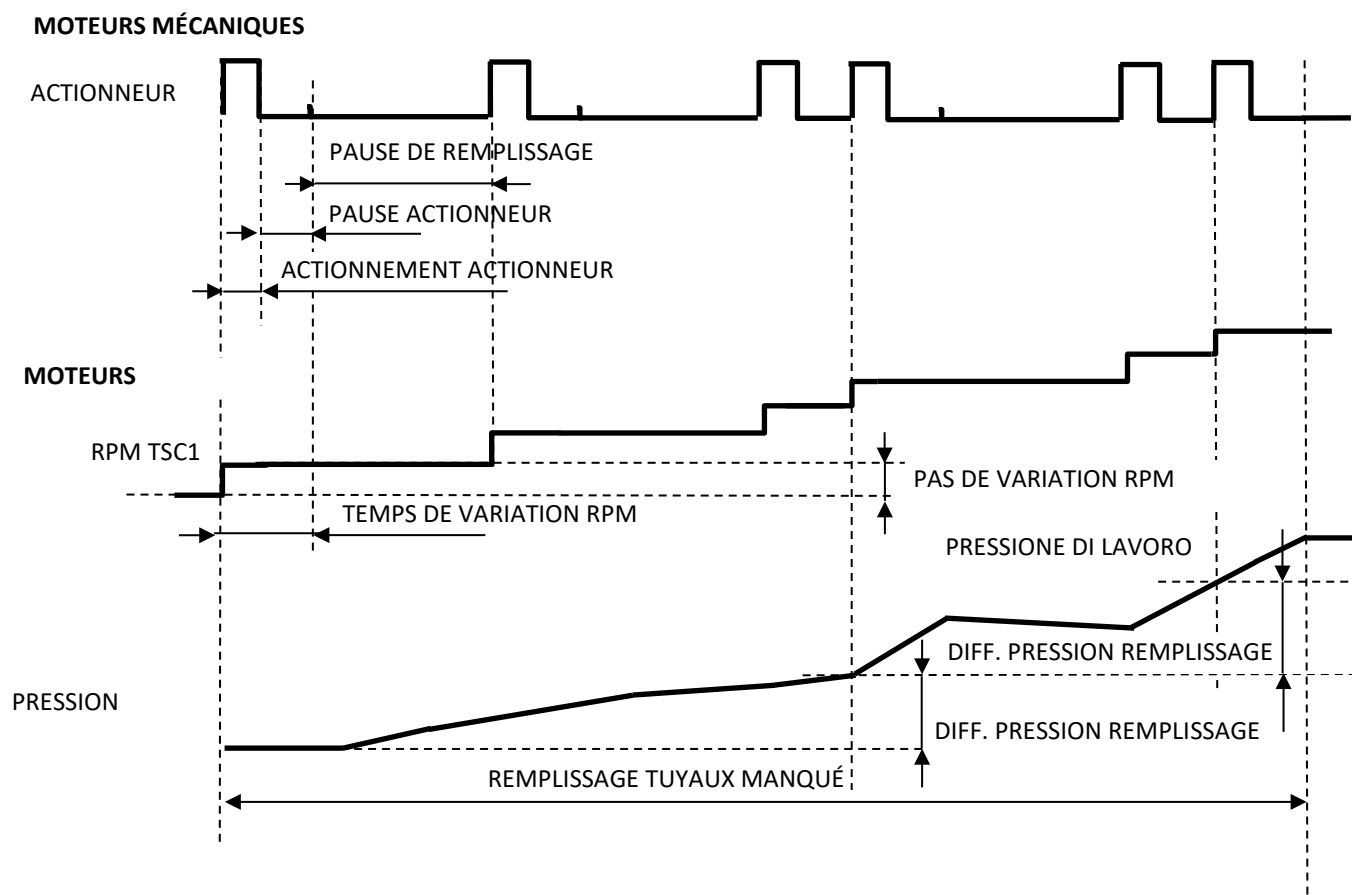 MOTEURS MÉCANIQUES
ACTIONNEUR
PAUSE DE REMPLISSAGE
PAUSE ACTIONNEUR
ACTIONNEMENT ACTIONNEUR
MOTEURS
RPM TSC1
PAS DE VARIATION RPM
TEMPS DE VARIATION RPM
PRESSIONE DI LAVORO
DIFF. PRESSION REMPLISSAGE
PRESSION
DIFF. PRESSION REMPLISSAGE
REMPLISSAGE TUYAUX MANQUÉ